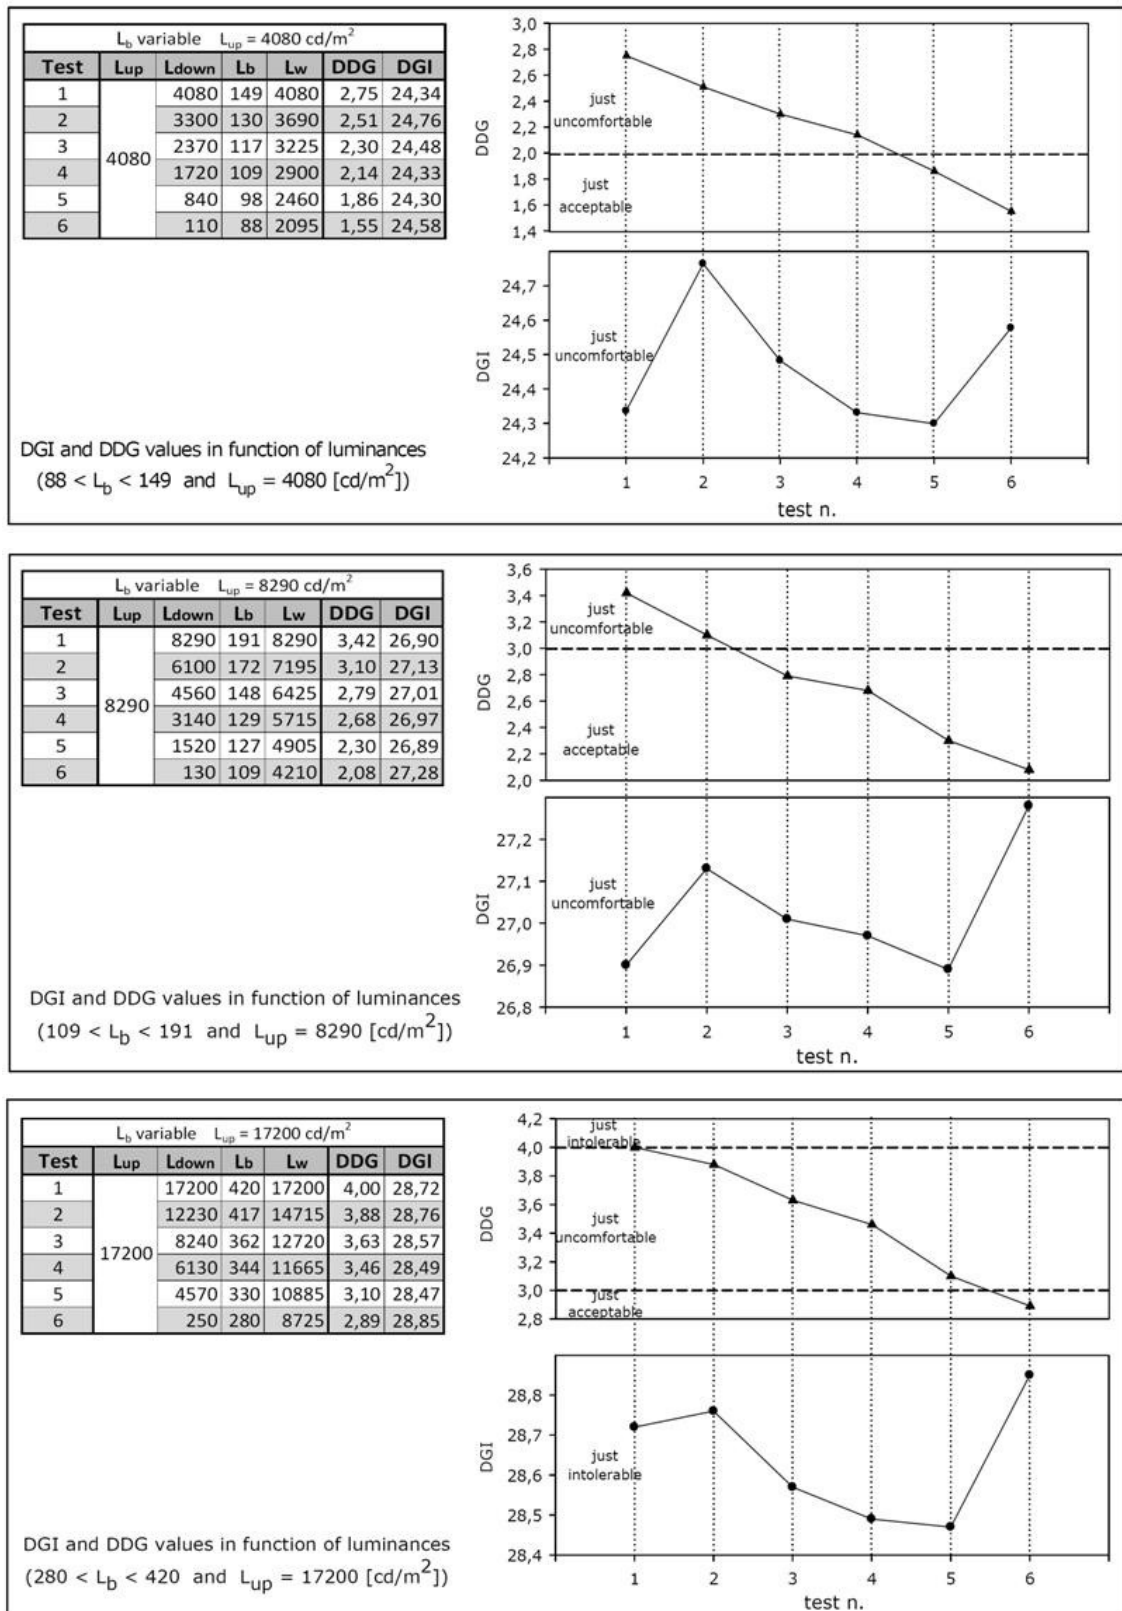 L_b variable L_up = 4080 cd/m²
Test Lup Ldown Lb Lw DDG DGI
1 4080 4080 149 4080 2,75 24,34
2 3300 130 3690 2,51 24,76
3 2370 117 3225 2,30 24,48
4 1720 109 2900 2,14 24,33
5 840 98 2460 1,86 24,30
6 110 88 2095 1,55 24,58
DGI and DDG values in function of luminances
(88 < L_b < 149 and L_up = 4080 [cd/m²])
3,0
2,8
2,6
2,4
2,2
2,0
1,8
1,6
1,4
DDG
just
uncomfortable
just
acceptable
24,7
24,6
24,5
24,4
24,3
24,2
DGI
just
uncomfortable
1 2 3 4 5 6
test n.
L_b variable L_up = 8290 cd/m²
Test Lup Ldown Lb Lw DDG DGI
1 8290 8290 191 8290 3,42 26,90
2 6100 172 7195 3,10 27,13
3 4560 148 6425 2,79 27,01
4 3140 129 5715 2,68 26,97
5 1520 127 4905 2,30 26,89
6 130 109 4210 2,08 27,28
DGI and DDG values in function of luminances
(109 < L_b < 191 and L_up = 8290 [cd/m²])
3,6
3,4
3,2
3,0
2,8
2,6
2,4
2,2
2,0
DDG
just
uncomfortable
just
acceptable
27,2
27,1
27,0
26,9
26,8
DGI
just
uncomfortable
1 2 3 4 5 6
test n.
L_b variable L_up = 17200 cd/m²
Test Lup Ldown Lb Lw DDG DGI
1 17200 17200 420 17200 4,00 28,72
2 12230 417 14715 3,88 28,76
3 8240 362 12720 3,63 28,57
4 6130 344 11665 3,46 28,49
5 4570 330 10885 3,10 28,47
6 250 280 8725 2,89 28,85
DGI and DDG values in function of luminances
(280 < L_b < 420 and L_up = 17200 [cd/m²])
4,2
4,0
3,8
3,6
3,4
3,2
3,0
2,8
DDG
just
intolerable
just
uncomfortable
just
acceptable
28,8
28,7
28,6
28,5
28,4
DGI
just
intolerable
1 2 3 4 5 6
test n.